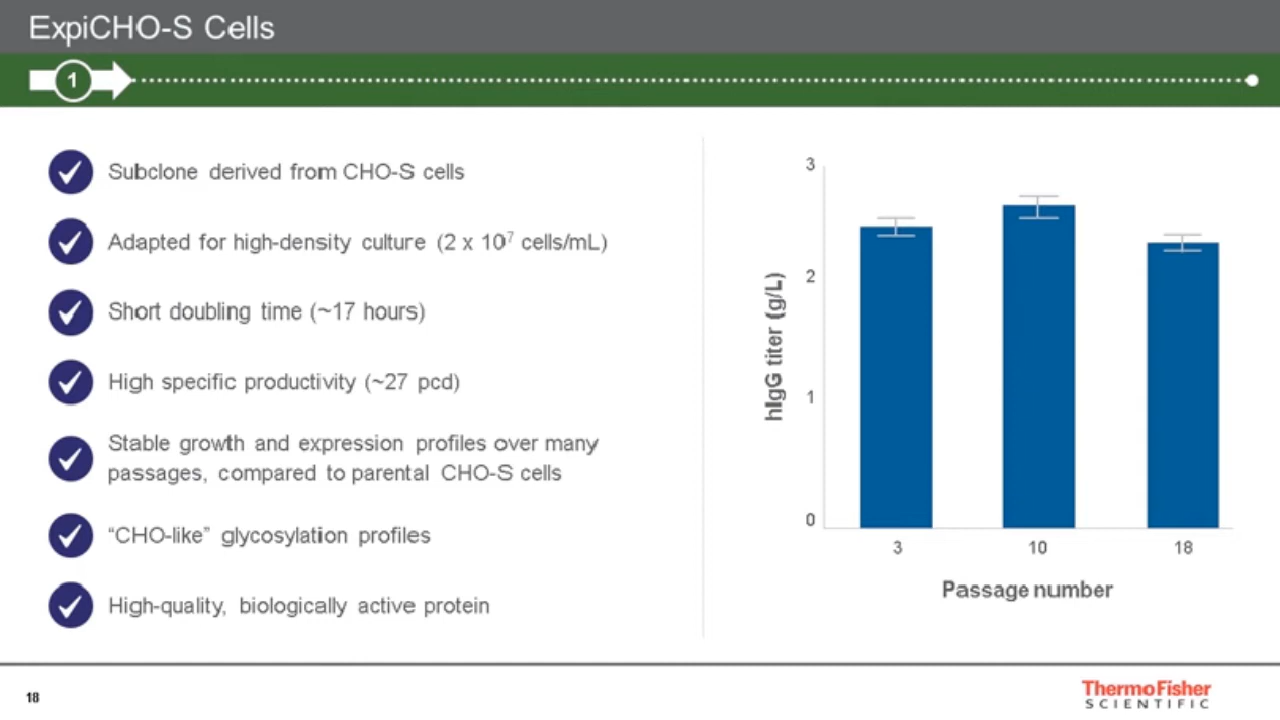 ExpiCHO-S Cells
1
Subclone derived from CHO-S cells
Adapted for high-density culture (2 x 10⁷ cells/mL)
Short doubling time (~17 hours)
High specific productivity (~27 pcd)
Stable growth and expression profiles over many
passages, compared to parental CHO-S cells
“CHO-like” glycosylation profiles
High-quality, biologically active protein
hIgG titer (g/L)
3
2
1
0
3 10 18
Passage number
18
ThermoFisher
SCIENTIFIC